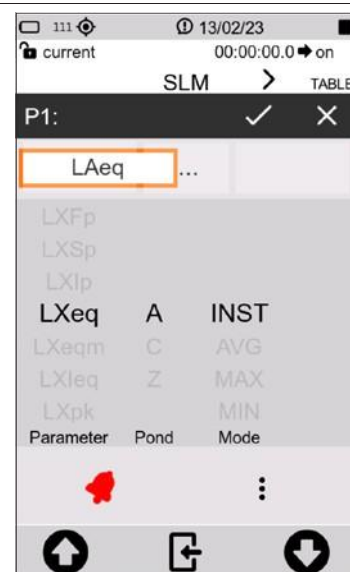 111 13/02/23
current 00:00:00.0 on
SLM > TABLE
P1:
LAeq ...
LXFp
LXSp
LXIp
LXeq A INST
LXeqm C AVG
LXIeq Z MAX
LXpk MIN
Parameter Pond Mode